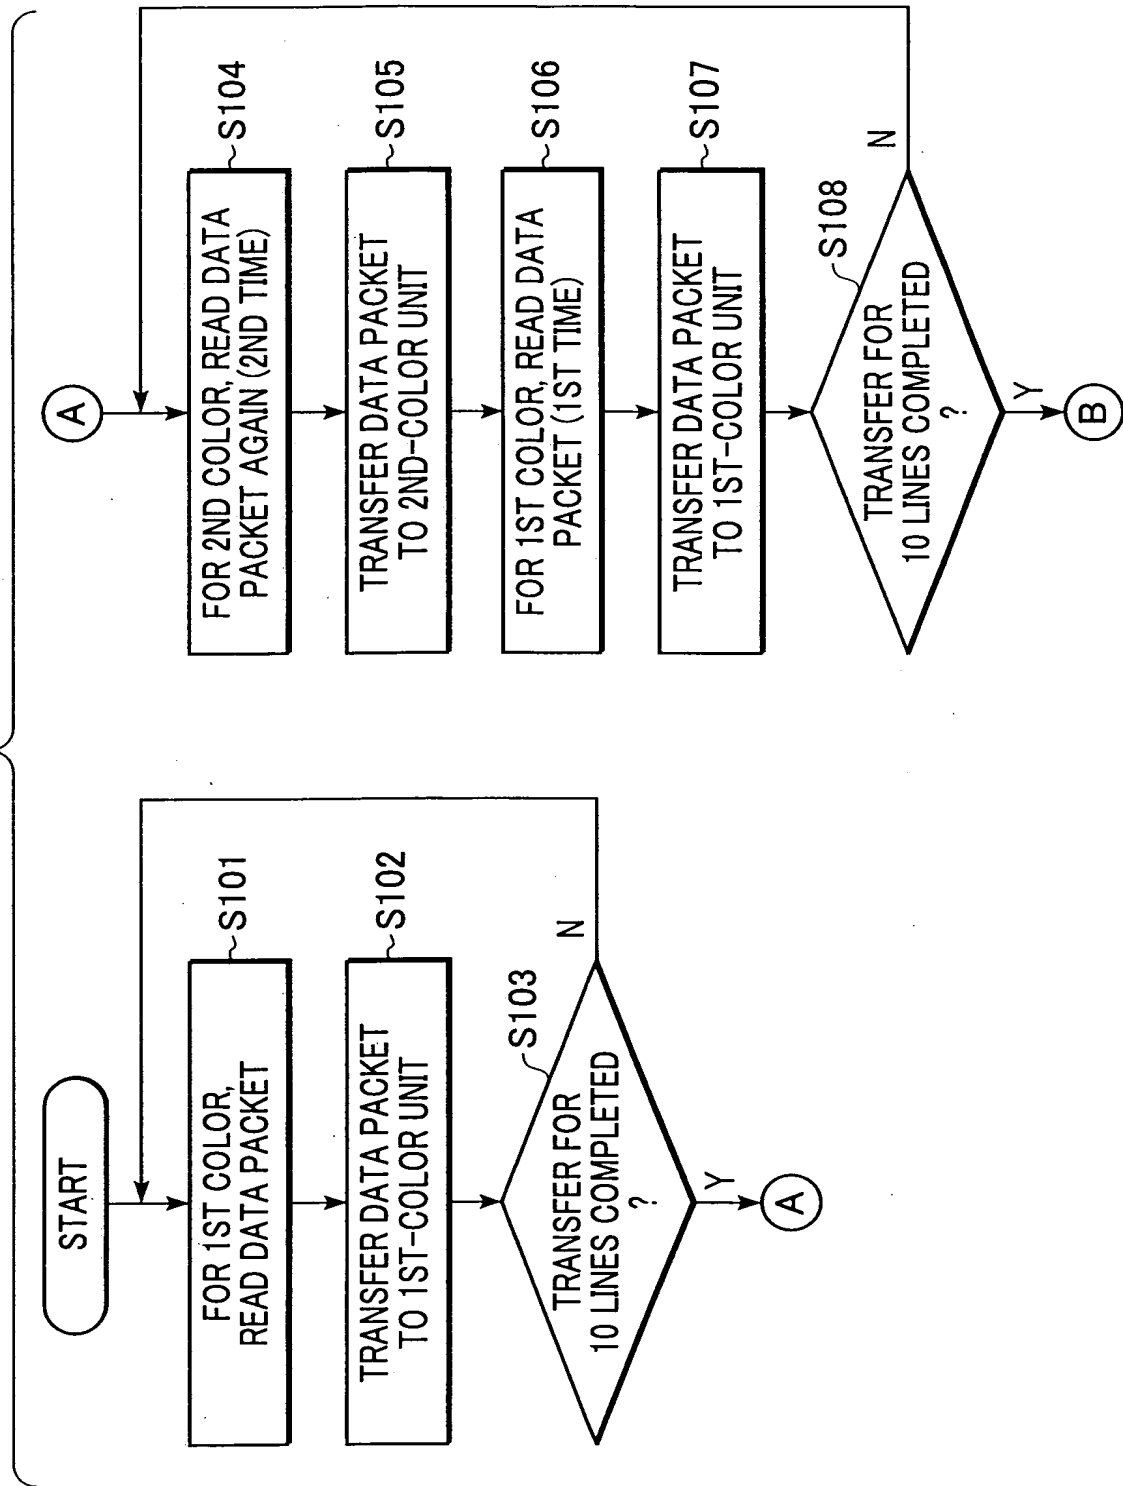 START
FOR 1ST COLOR,
READ DATA PACKET
S101
TRANSFER DATA PACKET
TO 1ST-COLOR UNIT
S102
TRANSFER FOR
10 LINES COMPLETED
?
S103
N
Y
A
A
FOR 2ND COLOR, READ DATA
PACKET AGAIN (2ND TIME)
S104
TRANSFER DATA PACKET
TO 2ND-COLOR UNIT
S105
FOR 1ST COLOR, READ DATA
PACKET (1ST TIME)
S106
TRANSFER DATA PACKET
TO 1ST-COLOR UNIT
S107
TRANSFER FOR
10 LINES COMPLETED
?
S108
N
Y
B